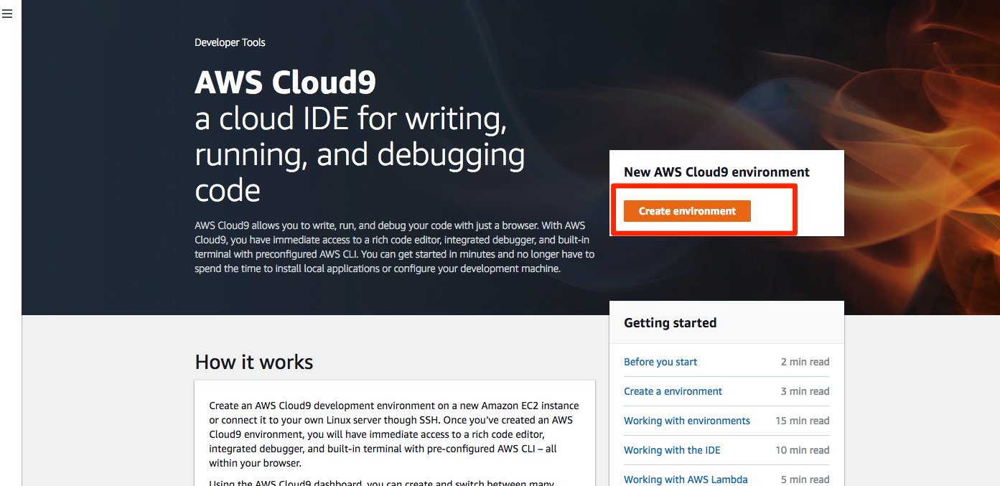 Developer Tools
AWS Cloud9
a cloud IDE for writing,
running, and debugging
code
AWS Cloud9 allows you to write, run, and debug your code with just a browser. With AWS
Cloud9, you have immediate access to a rich code editor, integrated debugger, and built-in
terminal with preconfigured AWS CLI. You can get started in minutes and no longer have to
spend the time to install local applications or configure your development machine.
New AWS Cloud9 environment
Create environment
How it works
Create an AWS Cloud9 development environment on a new Amazon EC2 instance
or connect it to your own Linux server though SSH. Once you’ve created an AWS
Cloud9 environment, you will have immediate access to a rich code editor,
integrated debugger, and built-in terminal with pre-configured AWS CLI – all
within your browser.
Using the AWS Cloud9 dashboard, you can create and switch between many
Getting started
Before you start 2 min read
Create a environment 3 min read
Working with environments 15 min read
Working with the IDE 10 min read
Working with AWS Lambda 5 min read